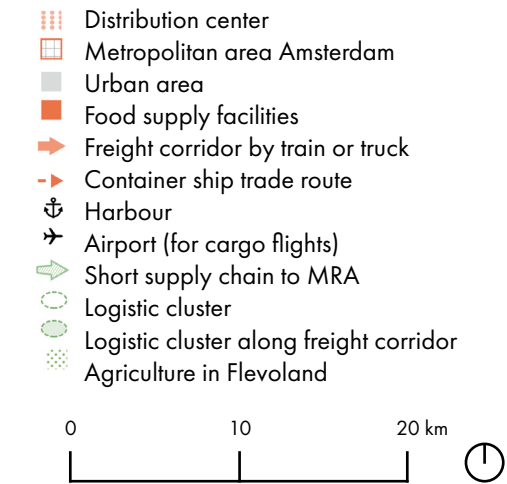 Distribution center
Metropolitan area Amsterdam
Urban area
Food supply facilities
Freight corridor by train or truck
Container ship trade route
Harbour
Airport (for cargo flights)
Short supply chain to MRA
Logistic cluster
Logistic cluster along freight corridor
Agriculture in Flevoland
0 10 20 km